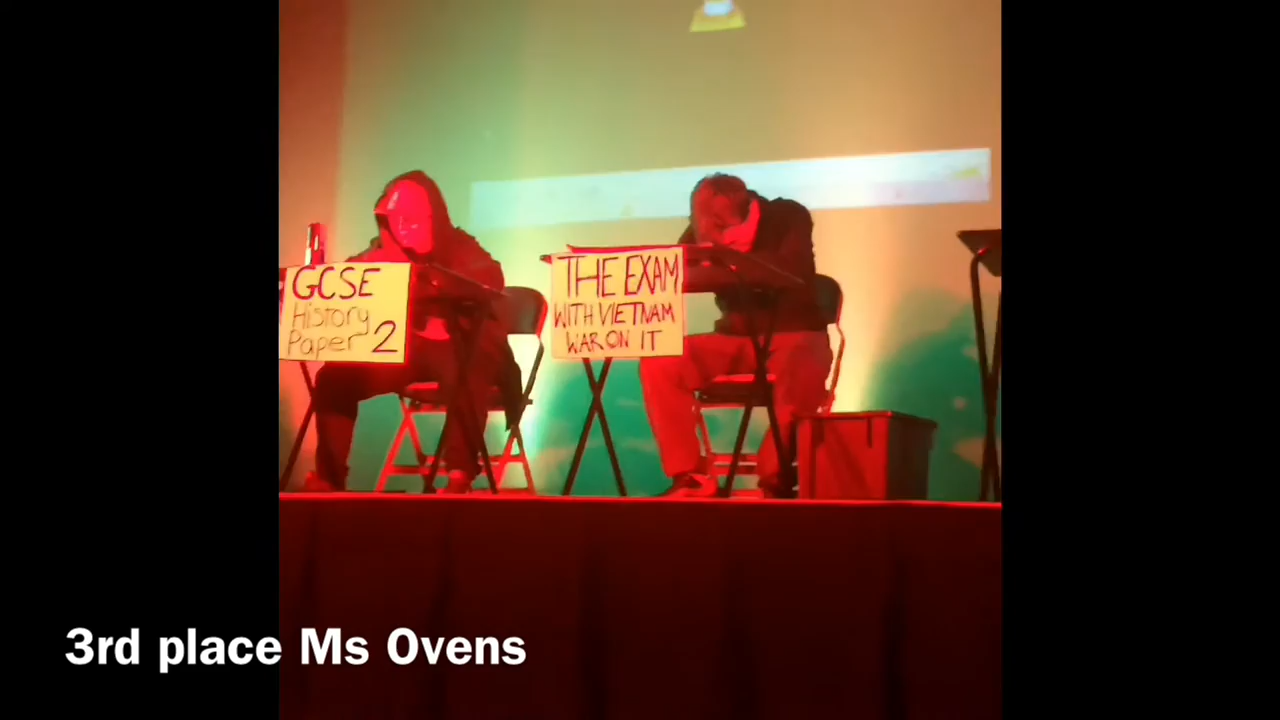 GCSE
History
Paper 2
THE EXAM
WITH VIETNAM
WAR ON IT
3rd place Ms Ovens